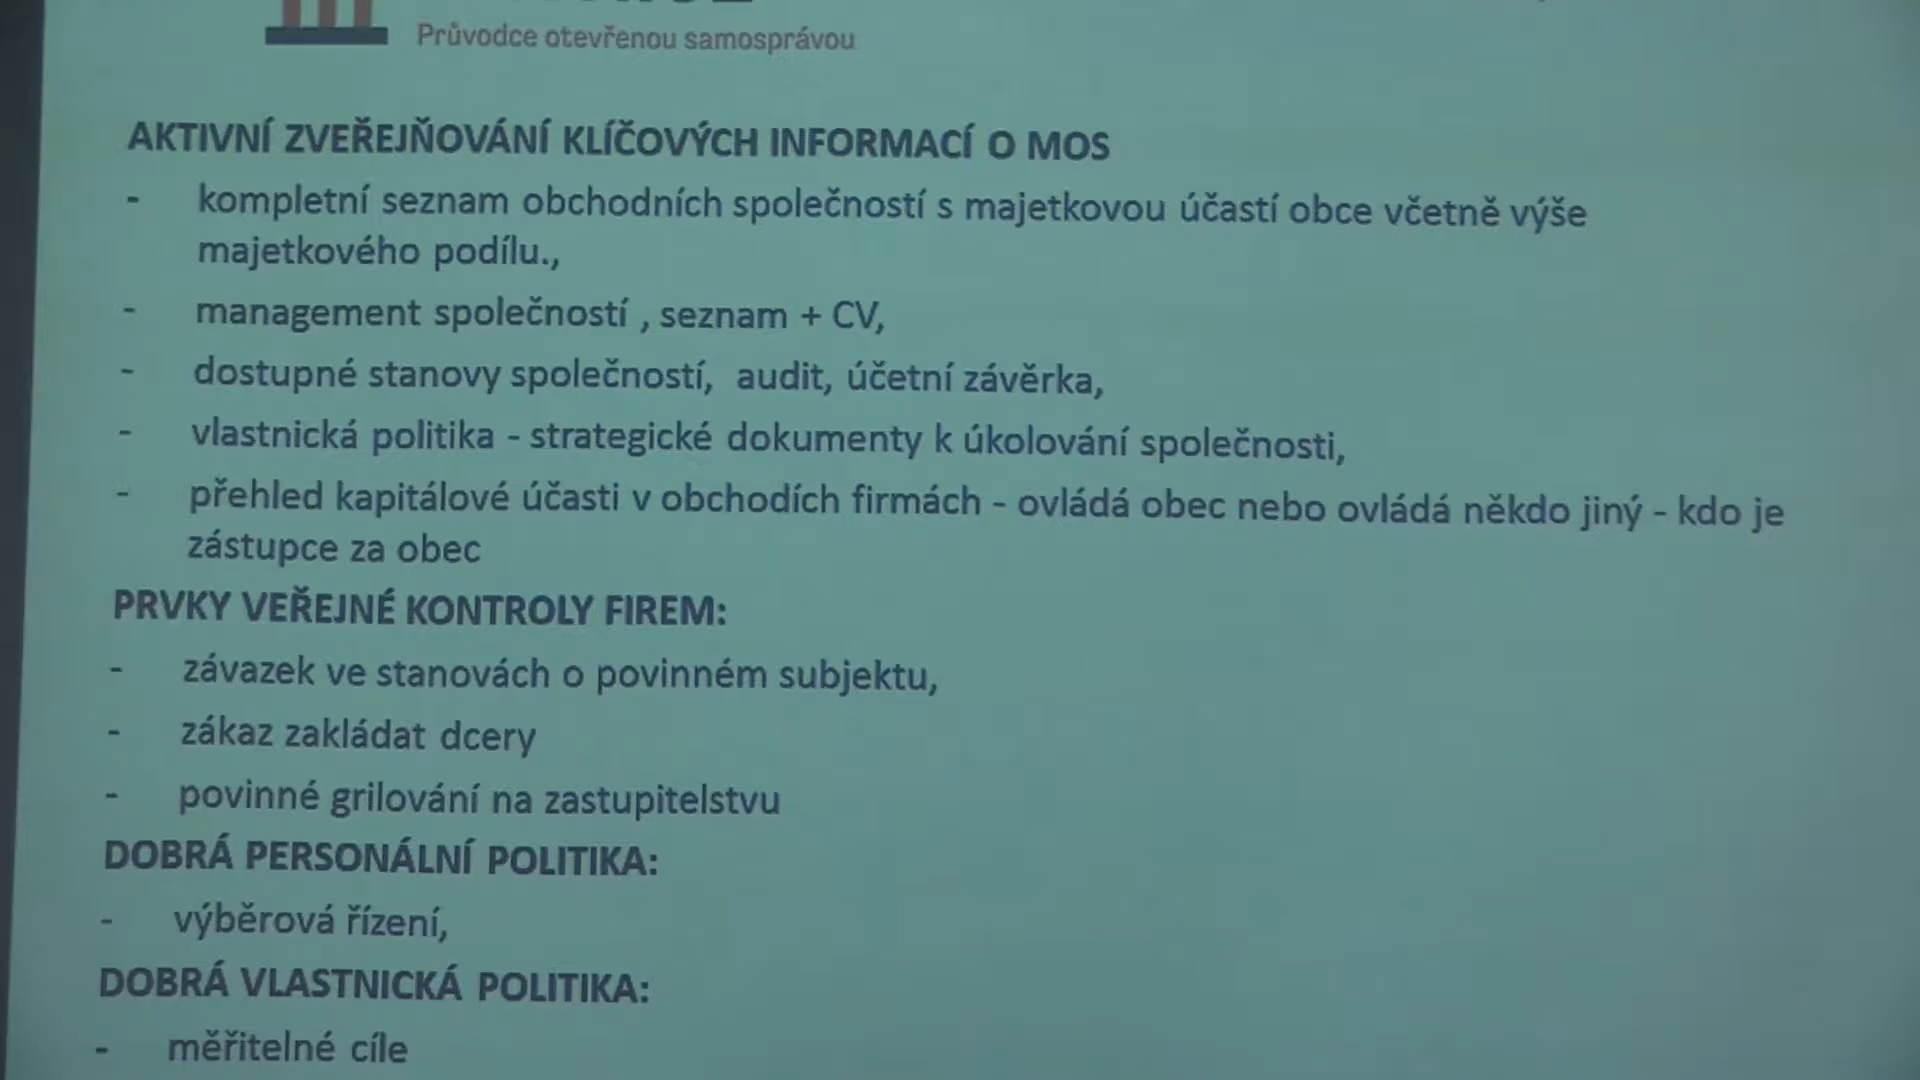 Průvodce otevřenou samosprávou
AKTIVNÍ ZVEŘEJŇOVÁNÍ KLÍČOVÝCH INFORMACÍ O MOS
- kompletní seznam obchodních společností s majetkovou účastí obce včetně výše
majetkového podílu.,
- management společností , seznam + CV,
- dostupné stanovy společností, audit, účetní závěrka,
- vlastnická politika - strategické dokumenty k úkolování společnosti,
- přehled kapitálové účasti v obchodích firmách - ovládá obec nebo ovládá někdo jiný - kdo je
zástupce za obec
PRVKY VEŘEJNÉ KONTROLY FIREM:
- závazek ve stanovách o povinném subjektu,
- zákaz zakládat dcery
- povinné grilování na zastupitelstvu
DOBRÁ PERSONÁLNÍ POLITIKA:
- výběrová řízení,
DOBRÁ VLASTNICKÁ POLITIKA:
- měřitelné cíle